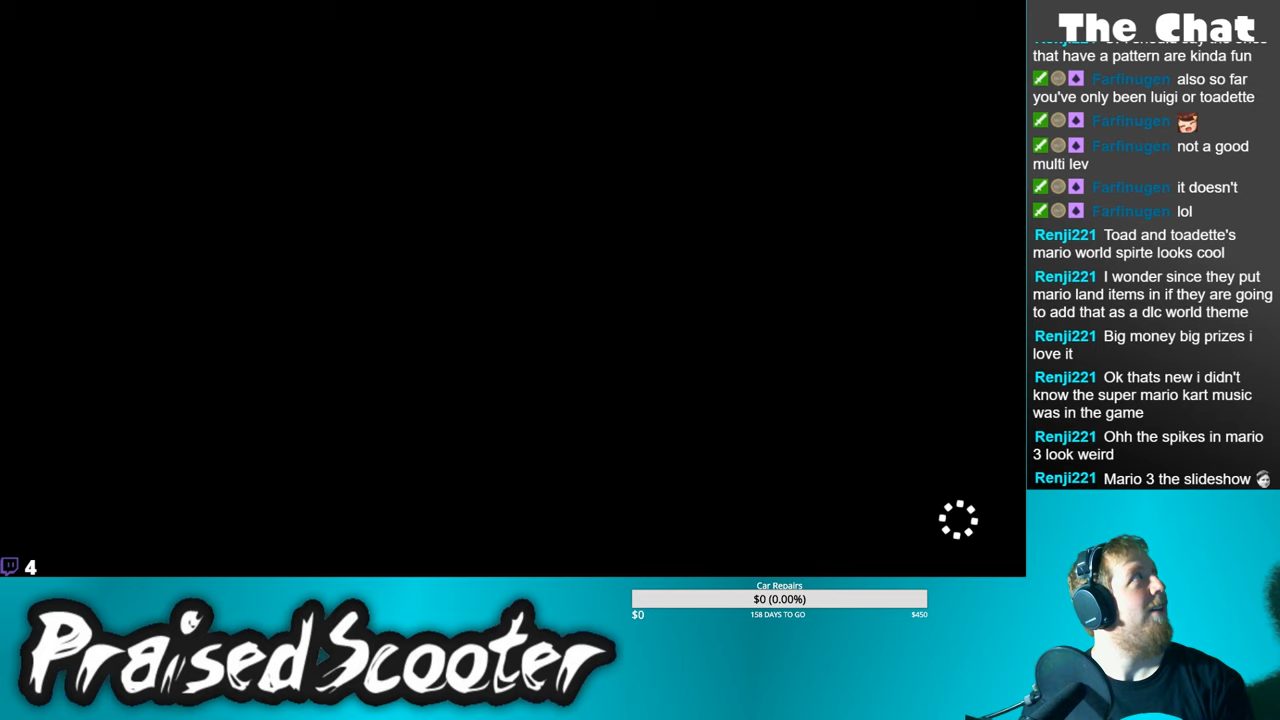 The Chat
that have a pattern are kinda fun
Farfinugen also so far
you've only been luigi or toadette
Farfinugen
Farfinugen not a good
multi lev
Farfinugen it doesn't
Farfinugen lol
Renji221 Toad and toadette's
mario world spirte looks cool
Renji221 I wonder since they put
mario land items in if they are going
to add that as a dlc world theme
Renji221 Big money big prizes i
love it
Renji221 Ok thats new i didn't
know the super mario kart music
was in the game
Renji221 Ohh the spikes in mario
3 look weird
Renji221 Mario 3 the slideshow
4
Car Repairs
$0 (0.00%)
$0 158 DAYS TO GO $450
PraisedScooter